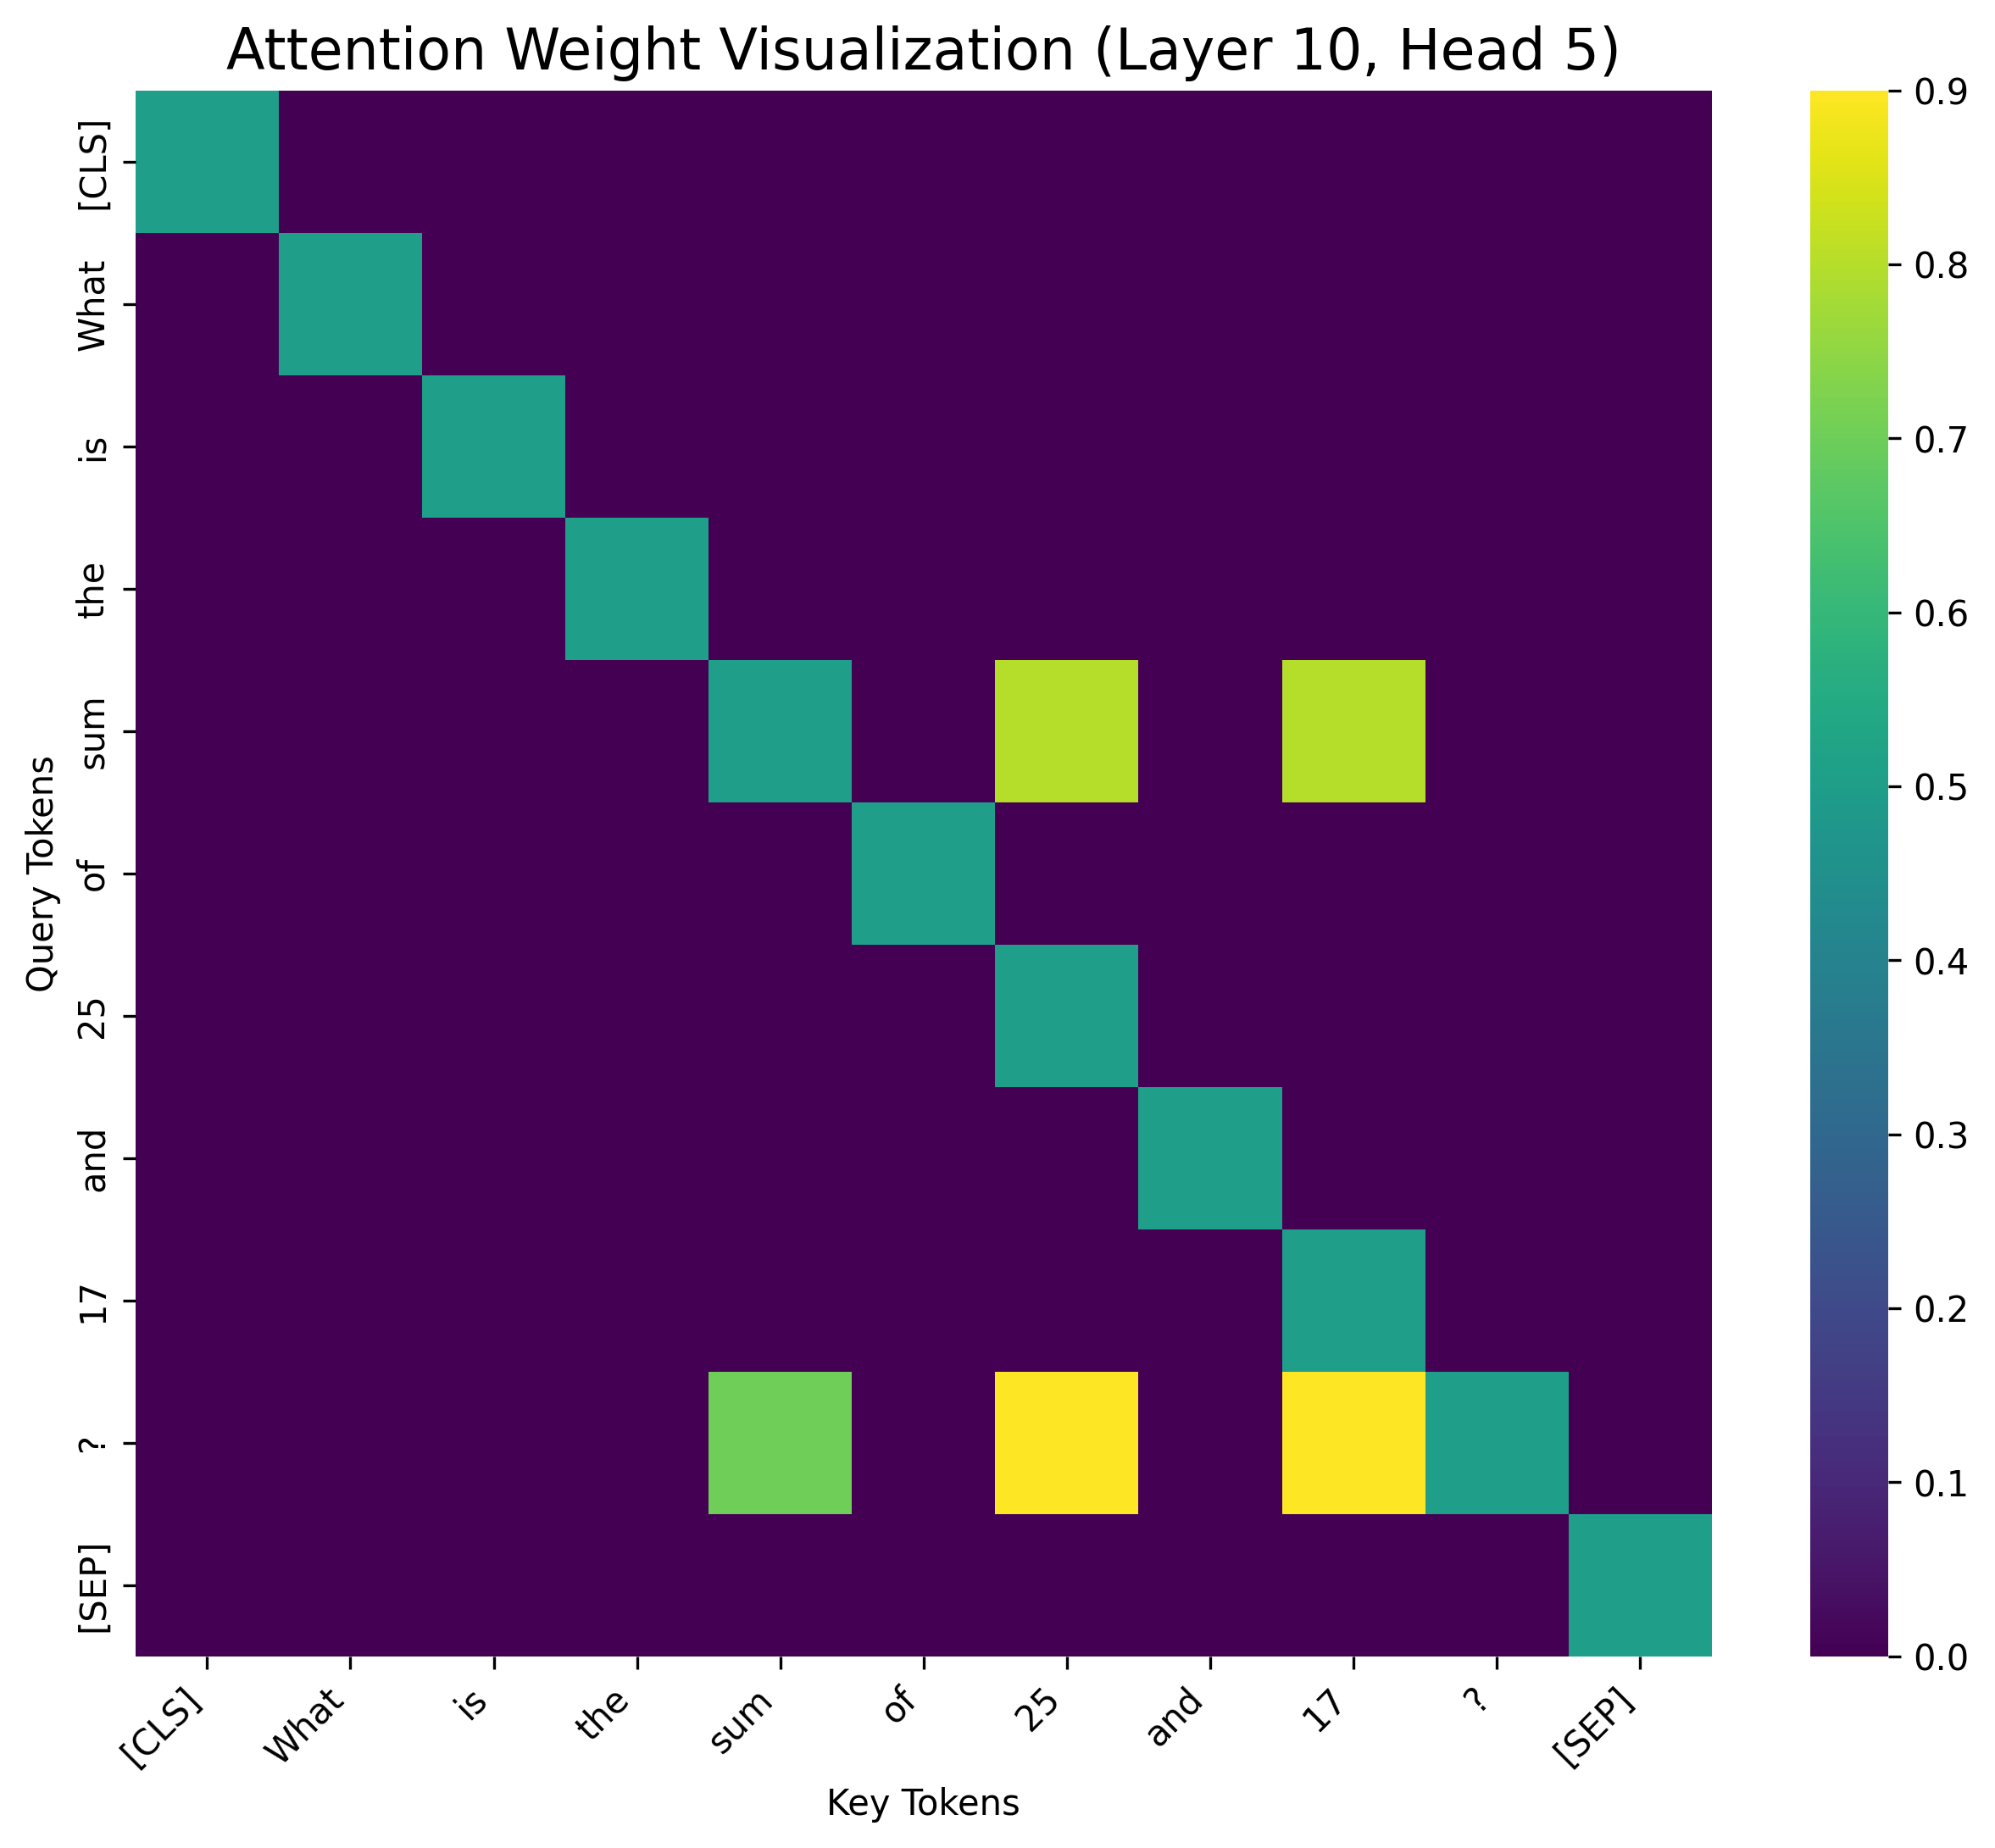 Attention Weight Visualization (Layer 10, Head 5)
Query Tokens
[CLS]
What
is
the
sum
of
25
and
17
?
[SEP]
[CLS]
What
is
the
sum
of
25
and
17
?
[SEP]
Key Tokens
0.9
0.8
0.7
0.6
0.5
0.4
0.3
0.2
0.1
0.0